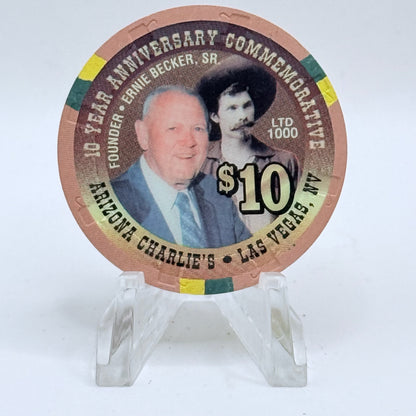 10 YEAR ANNIVERSARY COMMEMORATIVE
FOUNDER • ERNIE BECKER, SR.
LTD
1000
$10
ARIZONA CHARLIE'S • LAS VEGAS, NV